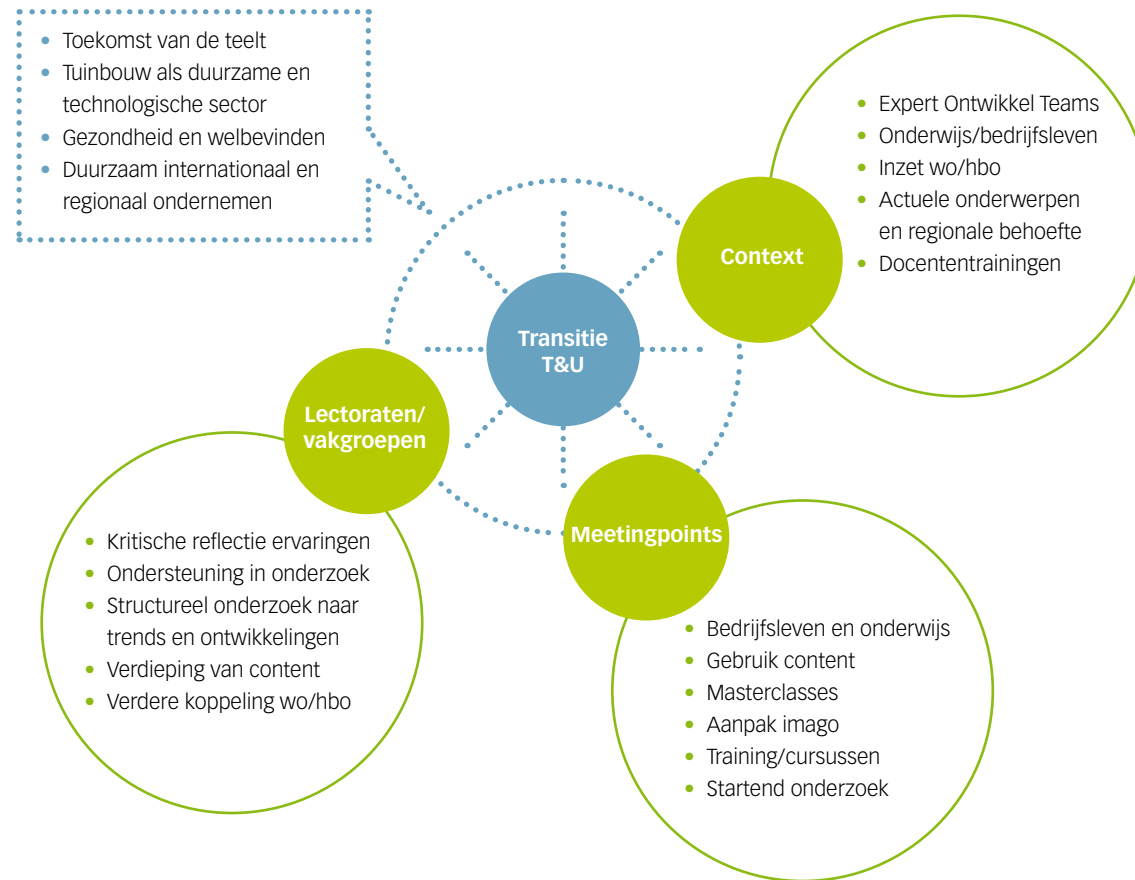 • Toekomst van de teelt
• Tuinbouw als duurzame en
technologische sector
• Gezondheid en welbevinden
• Duurzaam internationaal en
regionaal ondernemen
Context
• Expert Ontwikkel Teams
• Onderwijs/bedrijfsleven
• Inzet wo/hbo
• Actuele onderwerpen
en regionale behoefte
• Docententrainingen
Transitie
T&U
Lectoraten/
vakgroepen
• Kritische reflectie ervaringen
• Ondersteuning in onderzoek
• Structureel onderzoek naar
trends en ontwikkelingen
• Verdieping van content
• Verdere koppeling wo/hbo
Meetingpoints
• Bedrijfsleven en onderwijs
• Gebruik content
• Masterclasses
• Aanpak imago
• Training/cursussen
• Startend onderzoek